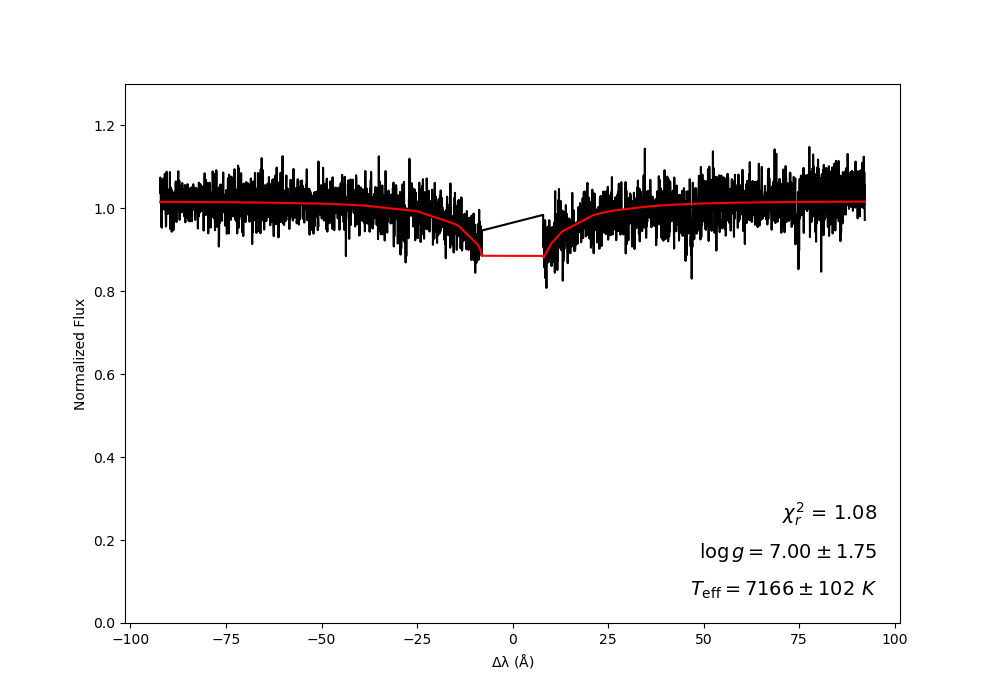 1.2
1.0
0.8
0.6
0.4
0.2
0.0
Normalized Flux
χ²ᵣ = 1.08
log g = 7.00 ± 1.75
T_eff = 7166 ± 102 K
−100 −75 −50 −25 0 25 50 75 100
Δλ (Å)